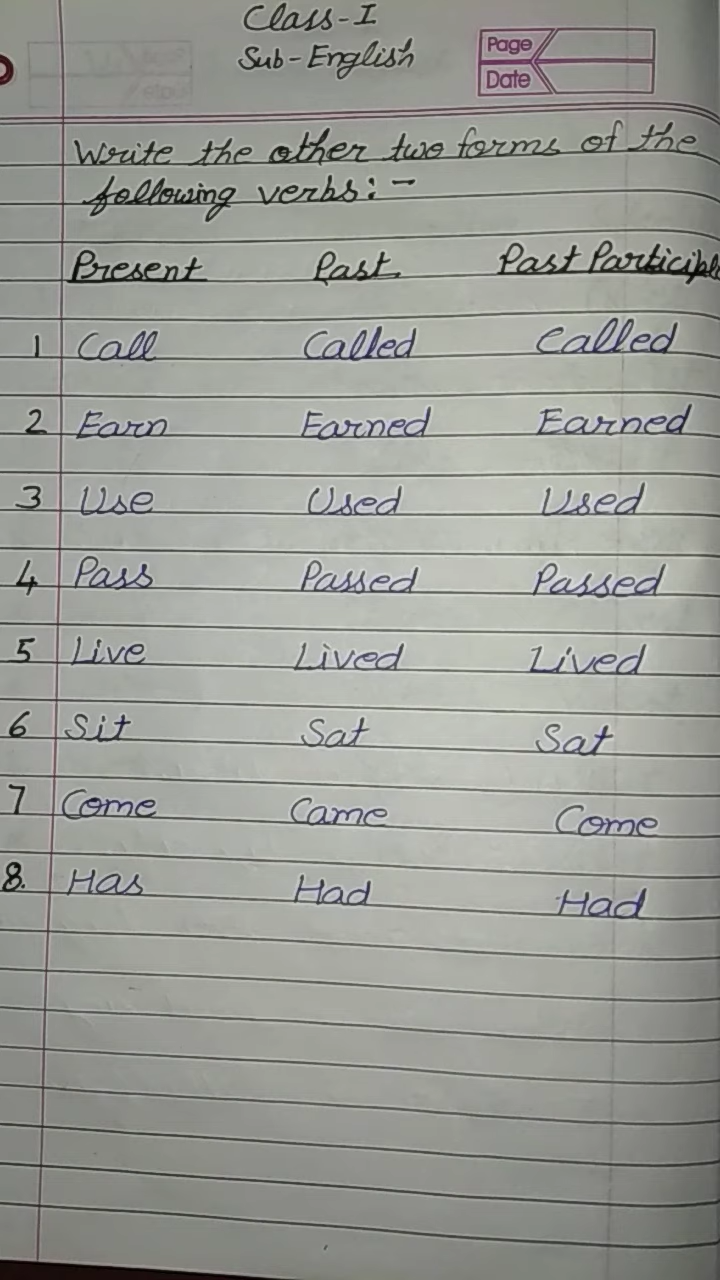 Class-I
Sub-English
Page
Date
Write the other two forms of the
following verbs:-
Present Past Past Participle
1 Call Called Called
2 Earn Earned Earned
3 Use Used Used
4 Pass Passed Passed
5 Live Lived Lived
6 Sit Sat Sat
7 Come Came Come
8. Has Had Had